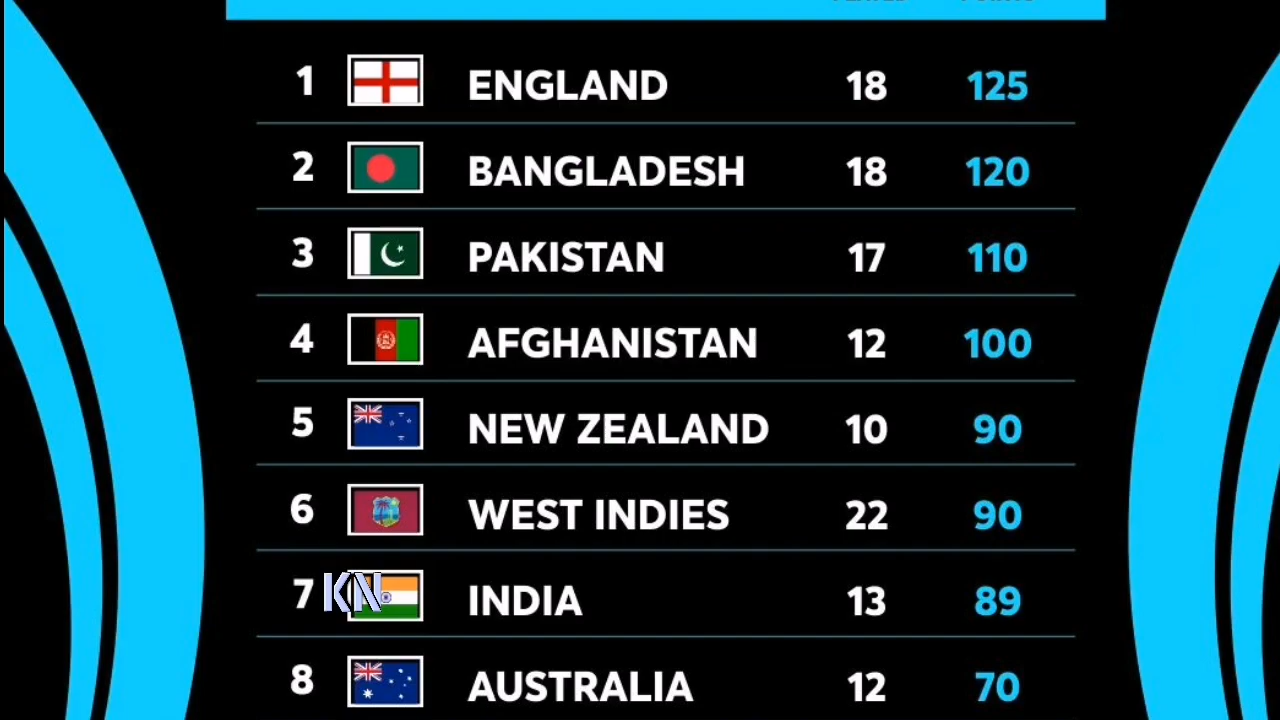 1 ENGLAND 18 125
2 BANGLADESH 18 120
3 PAKISTAN 17 110
4 AFGHANISTAN 12 100
5 NEW ZEALAND 10 90
6 WEST INDIES 22 90
7 KN INDIA 13 89
8 AUSTRALIA 12 70